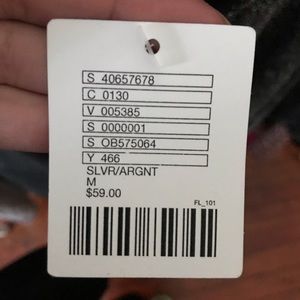 S 40657678
C 0130
V 005385
S 0000001
S OB575064
Y 466
SLVR/ARGNT
M
$59.00
FL_101